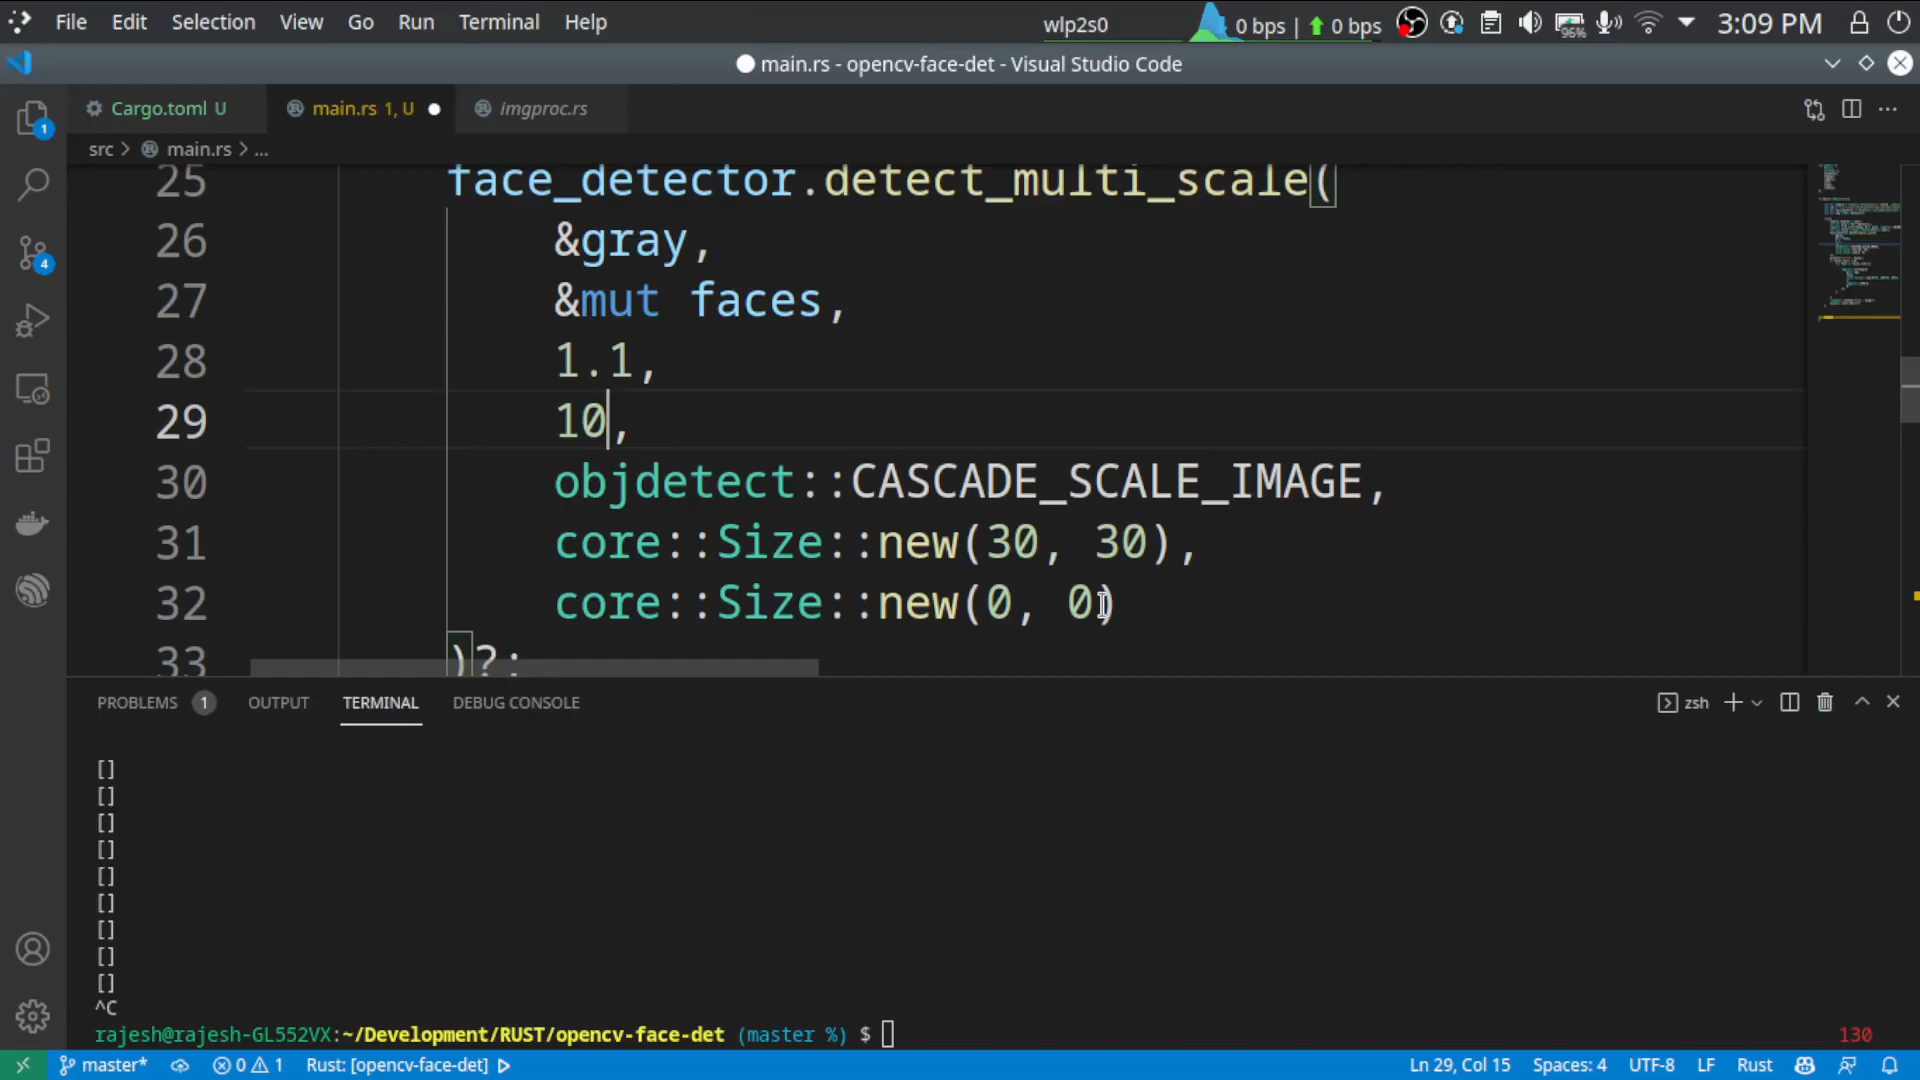 File Edit Selection View Go Run Terminal Help wlp2s0 0 bps | 0 bps 96% 3:09 PM
main.rs - opencv-face-det - Visual Studio Code
Cargo.toml U main.rs 1, U imgproc.rs
src > main.rs > ...
25 face_detector.detect_multi_scale(
26 &gray,
27 &mut faces,
28 1.1,
29 10,
30 objdetect::CASCADE_SCALE_IMAGE,
31 core::Size::new(30, 30),
32 core::Size::new(0, 0)
33 )?;
PROBLEMS 1 OUTPUT TERMINAL DEBUG CONSOLE zsh
[]
[]
[]
[]
[]
[]
[]
[]
[]
^C
rajesh@rajesh-GL552VX:~/Development/RUST/opencv-face-det (master %) $ 130
master* 0 1 Rust: [opencv-face-det] Ln 29, Col 15 Spaces: 4 UTF-8 LF Rust
1
4